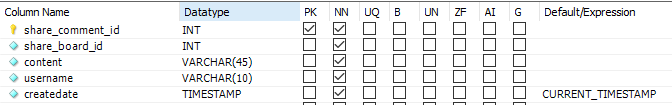 Column Name Datatype PK NN UQ B UN ZF AI G Default/Expression
share_comment_id INT
share_board_id INT
content VARCHAR(45)
username VARCHAR(10)
createdate TIMESTAMP CURRENT_TIMESTAMP